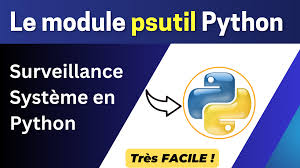 Le module psutil Python
Surveillance
Système en
Python
Très FACILE !